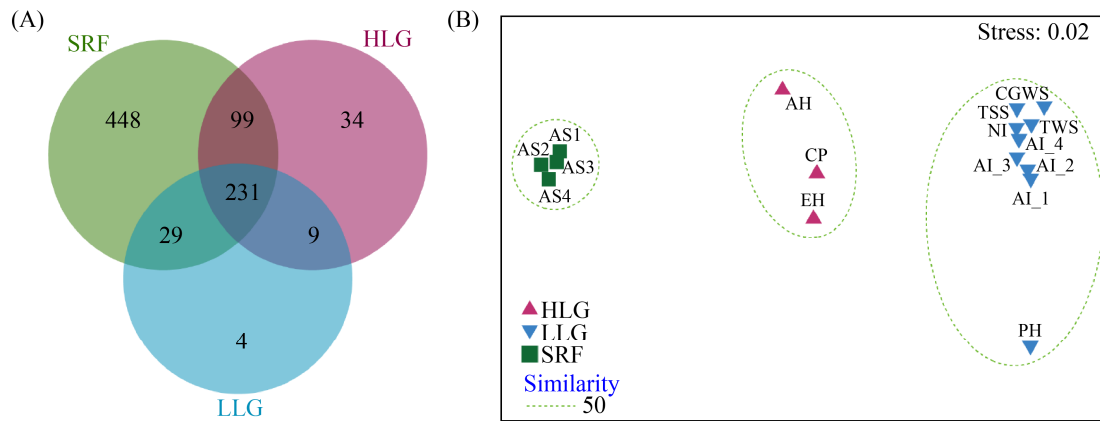 (A)
SRF
HLG
448
99
34
231
29
9
4
LLG
(B)
Stress: 0.02
AS1
AS2
AS3
AS4
AH
CP
EH
CGWS
TSS
NI
TWS
AI_4
AI_3
AI_2
AI_1
PH
HLG
LLG
SRF
Similarity
50